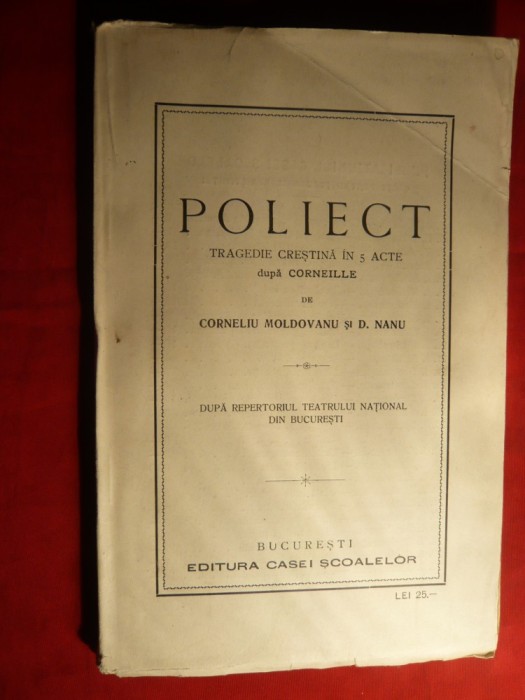 POLIECT
TRAGEDIE CREȘTINĂ ÎN 5 ACTE
după CORNEILLE
DE
CORNELIU MOLDOVANU ȘI D. NANU
DUPĂ REPERTORIUL TEATRULUI NAȚIONAL
DIN BUCUREȘTI
BUCUREȘTI
EDITURA CASEI ȘCOALELOR
LEI 25.—